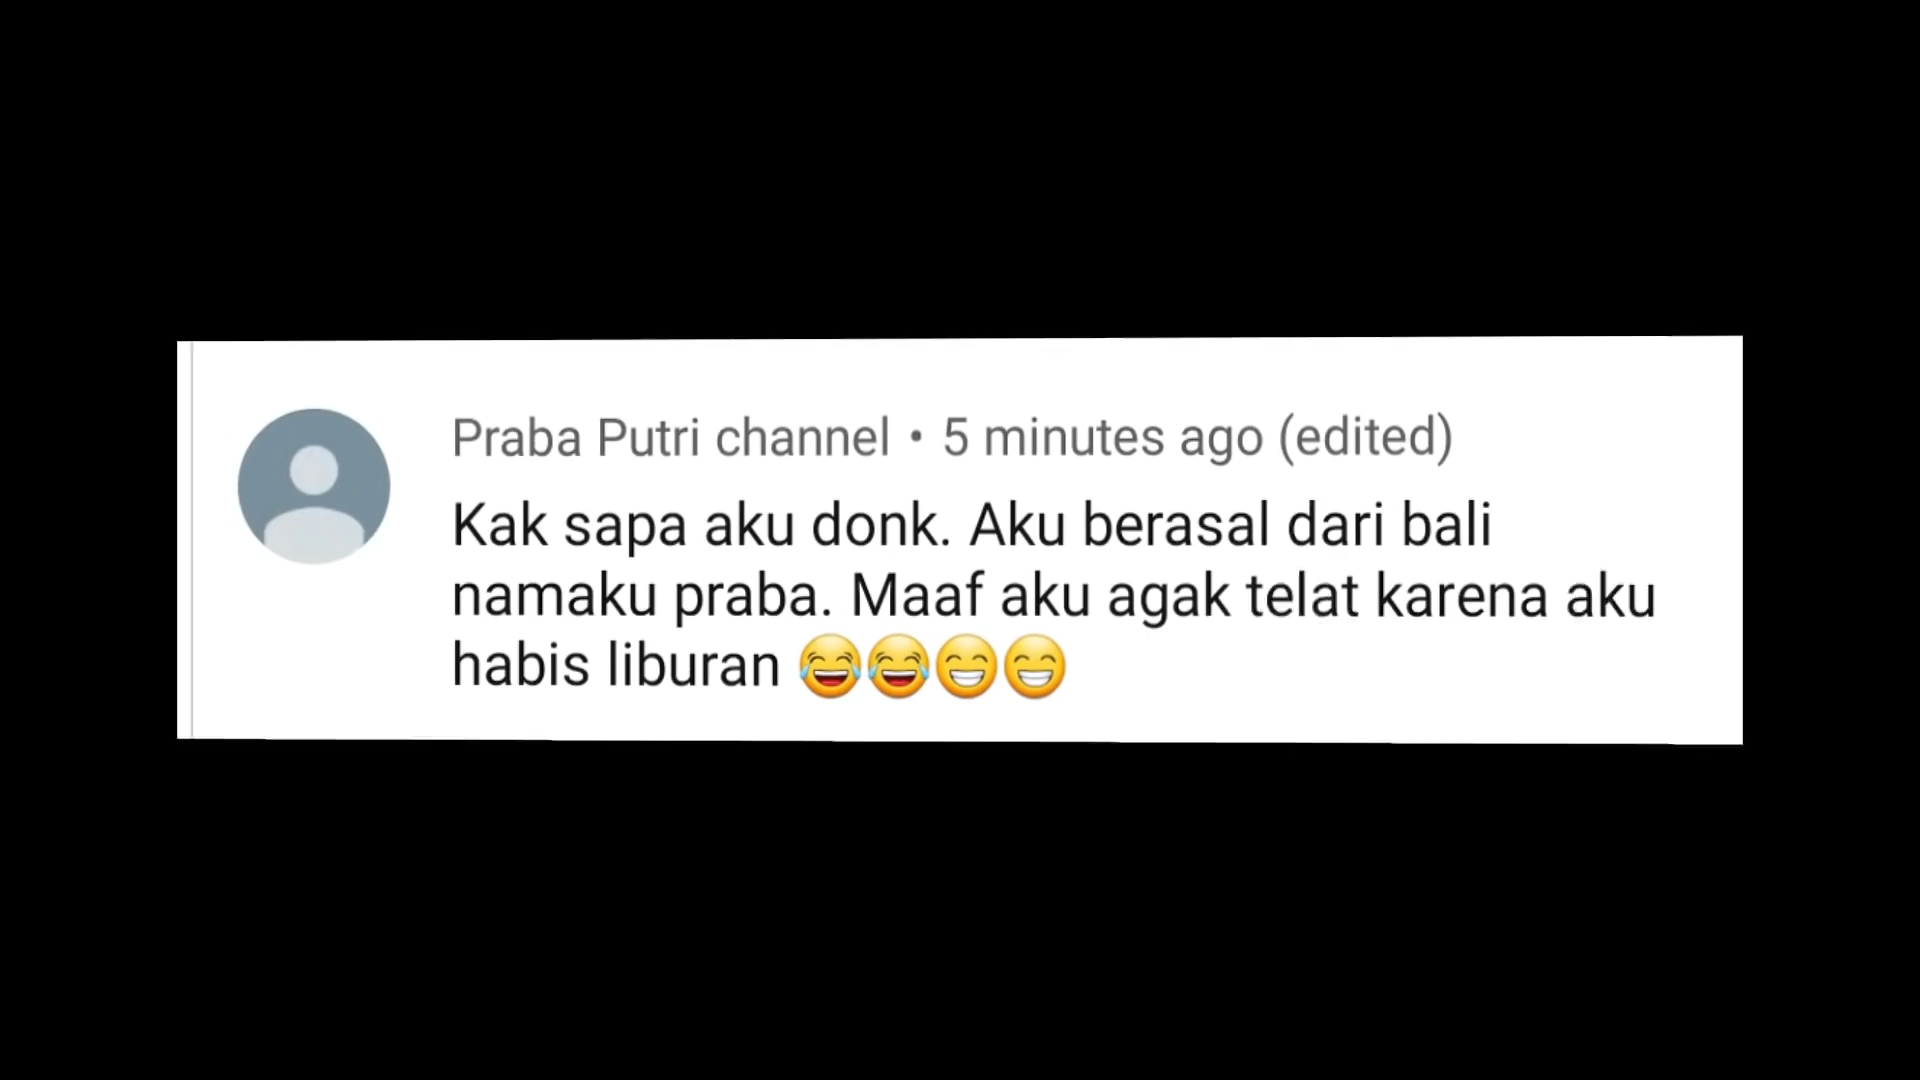 Praba Putri channel • 5 minutes ago (edited)
Kak sapa aku donk. Aku berasal dari bali
namaku praba. Maaf aku agak telat karena aku
habis liburan 😂😂😁😁